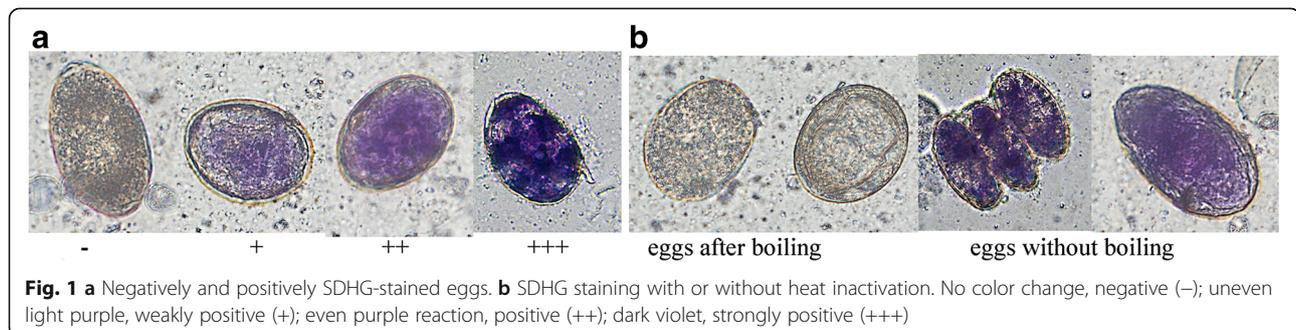 a
b
- + ++ +++
eggs after boiling eggs without boiling
Fig. 1 a Negatively and positively SDHG-stained eggs. b SDHG staining with or without heat inactivation. No color change, negative (−); uneven
light purple, weakly positive (+); even purple reaction, positive (++); dark violet, strongly positive (+++)